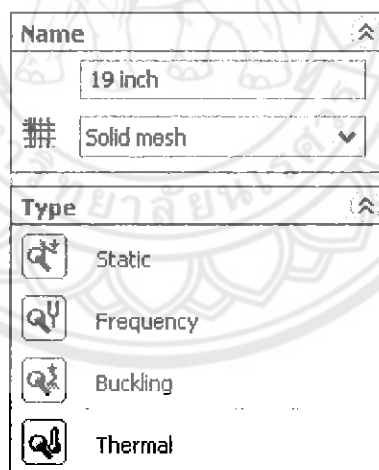 Name
19 inch
Solid mesh
Type
Static
Frequency
Buckling
Thermal